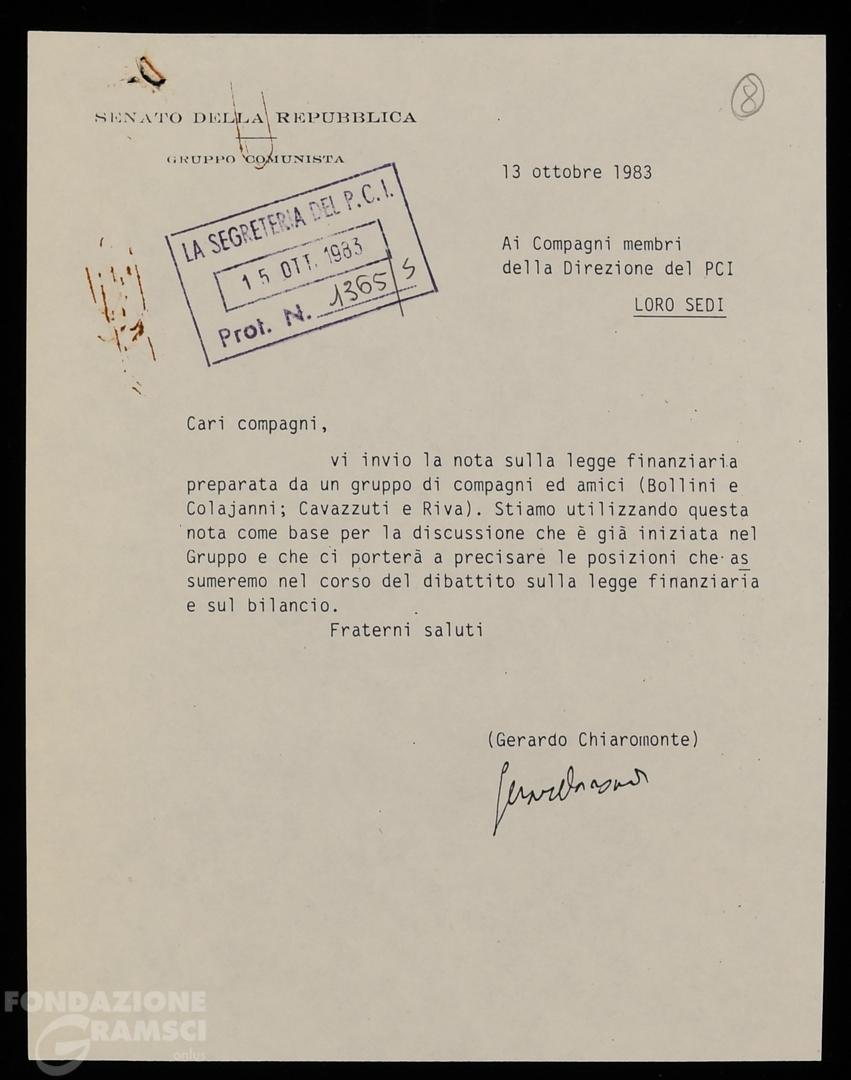 8
SENATO DELLA REPUBBLICA
GRUPPO COMUNISTA
13 ottobre 1983
LA SEGRETERIA DEL P.C.I.
15 OTT. 1983
Prot. N. 1365/S
Ai Compagni membri
della Direzione del PCI
LORO SEDI
Cari compagni,
vi invio la nota sulla legge finanziaria
preparata da un gruppo di compagni ed amici (Bollini e
Colajanni; Cavazzuti e Riva). Stiamo utilizzando questa
nota come base per la discussione che è già iniziata nel
Gruppo e che ci porterà a precisare le posizioni che as
sumeremo nel corso del dibattito sulla legge finanziaria
e sul bilancio.
Fraterni saluti
(Gerardo Chiaromonte)
FONDAZIONE
GRAMSCI
onlus